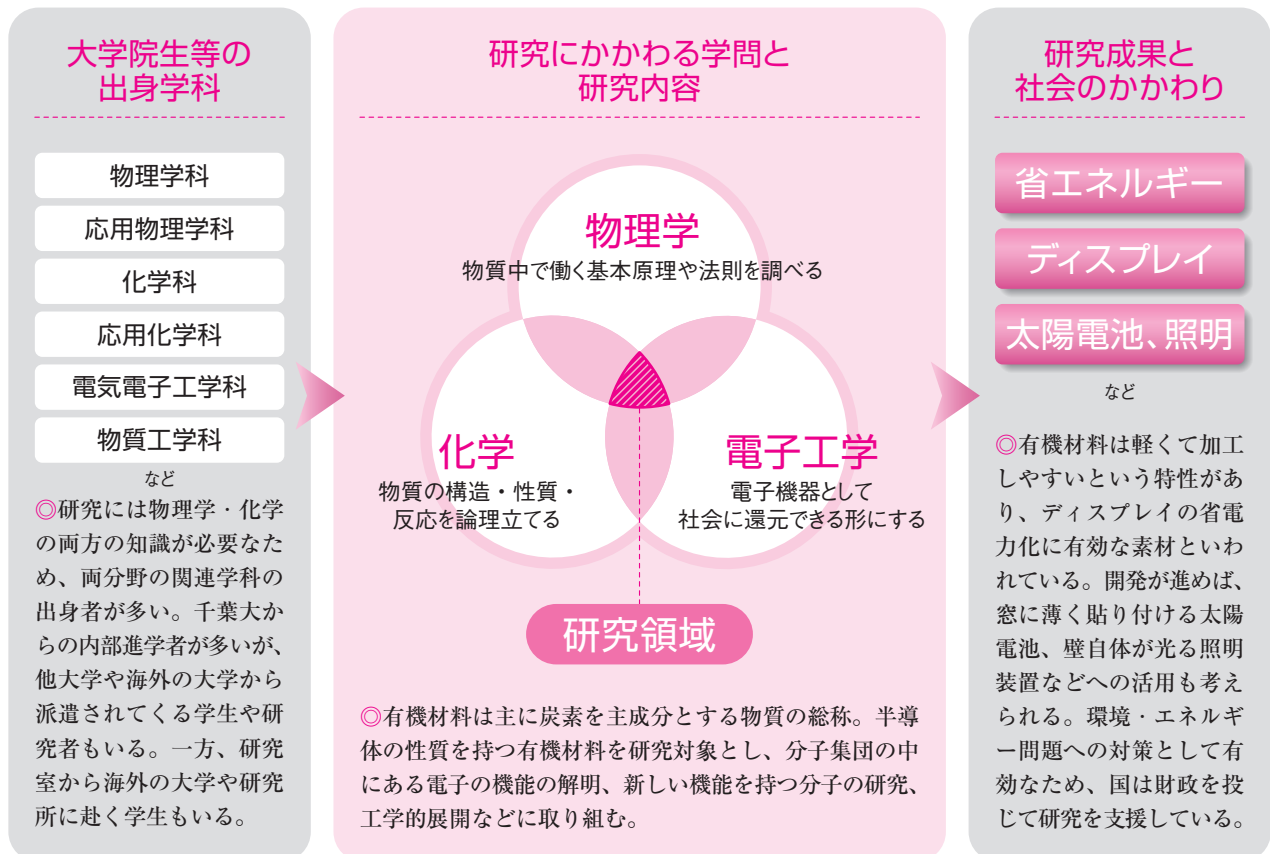 大学院生等の
出身学科
物理学科
応用物理学科
化学科
応用化学科
電気電子工学科
物質工学科
など
◎研究には物理学・化学
の両方の知識が必要なた
め、両分野の関連学科の
出身者が多い。千葉大か
らの内部進学者が多いが、
他大学や海外の大学から
派遣されてくる学生や研
究者もいる。一方、研究
室から海外の大学や研究
所に赴く学生もいる。
研究にかかわる学問と
研究内容
物理学
物質中で働く基本原理や法則を調べる
化学
物質の構造・性質・
反応を論理立てる
電子工学
電子機器として
社会に還元できる形にする
研究領域
◎有機材料は主に炭素を主成分とする物質の総称。半導
体の性質を持つ有機材料を研究対象とし、分子集団の中
にある電子の機能の解明、新しい機能を持つ分子の研究、
工学的展開などに取り組む。
研究成果と
社会のかかわり
省エネルギー
ディスプレイ
太陽電池、照明
など
◎有機材料は軽くて加工
しやすいという特性があ
り、ディスプレイの省電
力化に有効な素材といわ
れている。開発が進めば、
窓に薄く貼り付ける太陽
電池、壁自体が光る照明
装置などへの活用も考え
られる。環境・エネルギ
ー問題への対策として有
効なため、国は財政を投
じて研究を支援している。